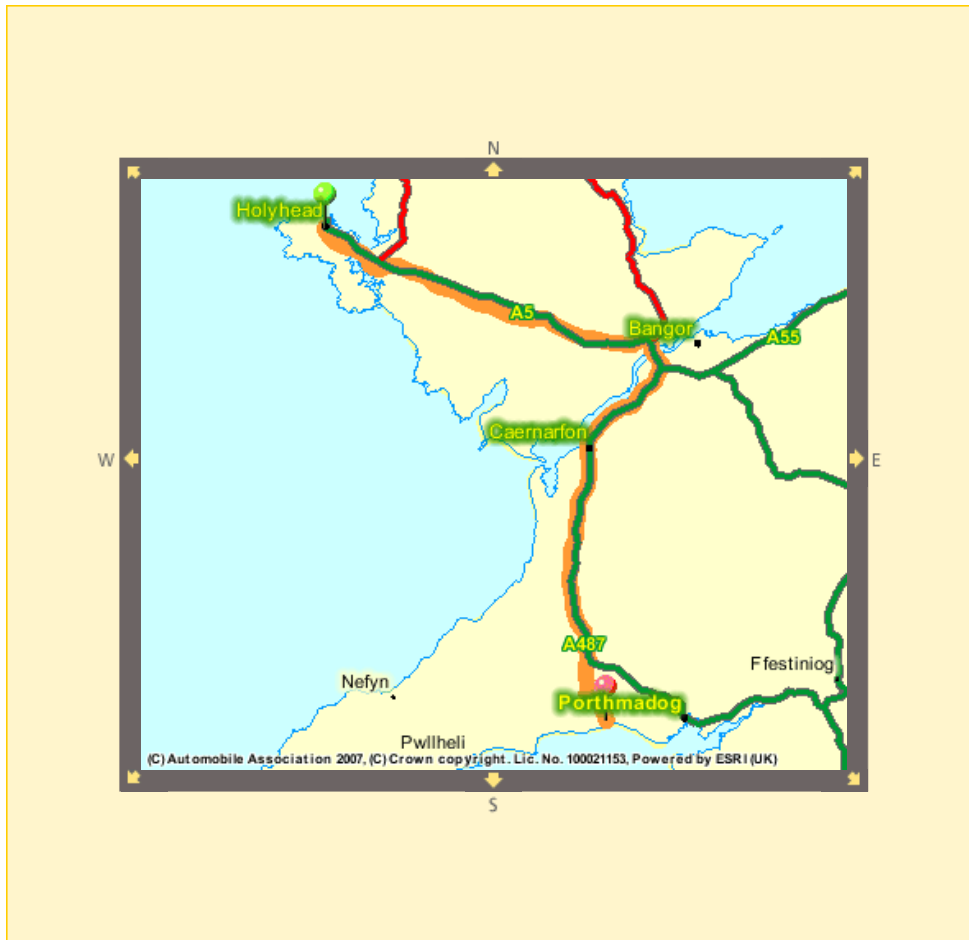 N
Holyhead
A5
Bangor
A55
Caernarfon
W
E
A487
Ffestiniog
Nefyn
Porthmadog
Pwllheli
(C) Automobile Association 2007, (C) Crown copyright. Lic. No. 100021153, Powered by ESRI (UK)
S